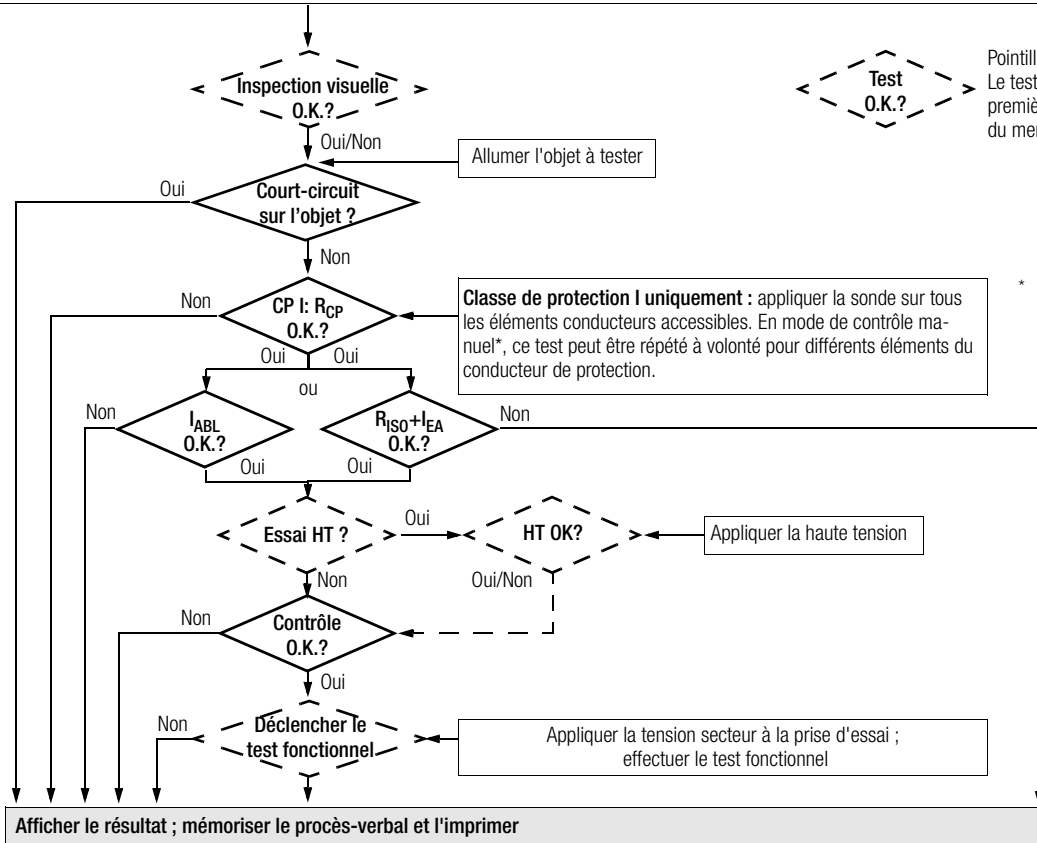 Inspection visuelle
O.K.?
Test
O.K.?
Pointill
Le test
premiè
du me
Oui/Non
Allumer l'objet à tester
Oui
Court-circuit
sur l'objet ?
Non
Non
CP I: RCP
O.K.?
Classe de protection I uniquement : appliquer la sonde sur tous
les éléments conducteurs accessibles. En mode de contrôle ma-
nuel*, ce test peut être répété à volonté pour différents éléments du
conducteur de protection.
*
Oui
Oui
ou
Non
IABL
O.K.?
RISO+IEA
O.K.?
Non
Oui
Oui
Essai HT ?
Oui
HT OK?
Appliquer la haute tension
Non
Oui/Non
Non
Contrôle
O.K.?
Oui
Non
Déclencher le
test fonctionnel
Appliquer la tension secteur à la prise d'essai ;
effectuer le test fonctionnel
Afficher le résultat ; mémoriser le procès-verbal et l'imprimer